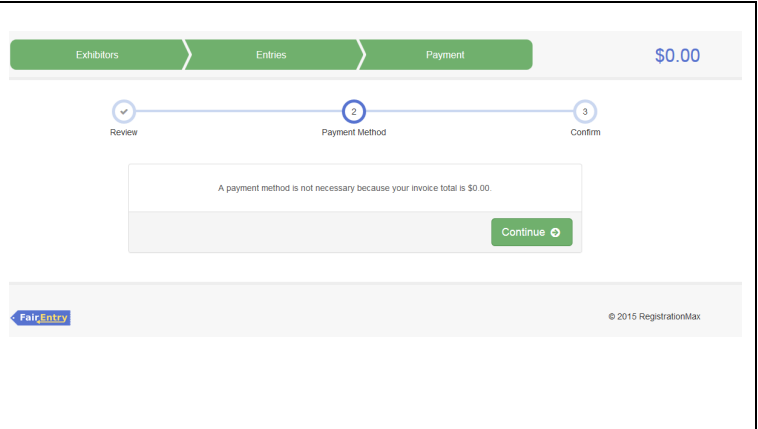 Exhibitors
Entries
Payment
$0.00
2
3
Review
Payment Method
Confirm
A payment method is not necessary because your invoice total is $0.00.
Continue
FairEntry
© 2015 RegistrationMax